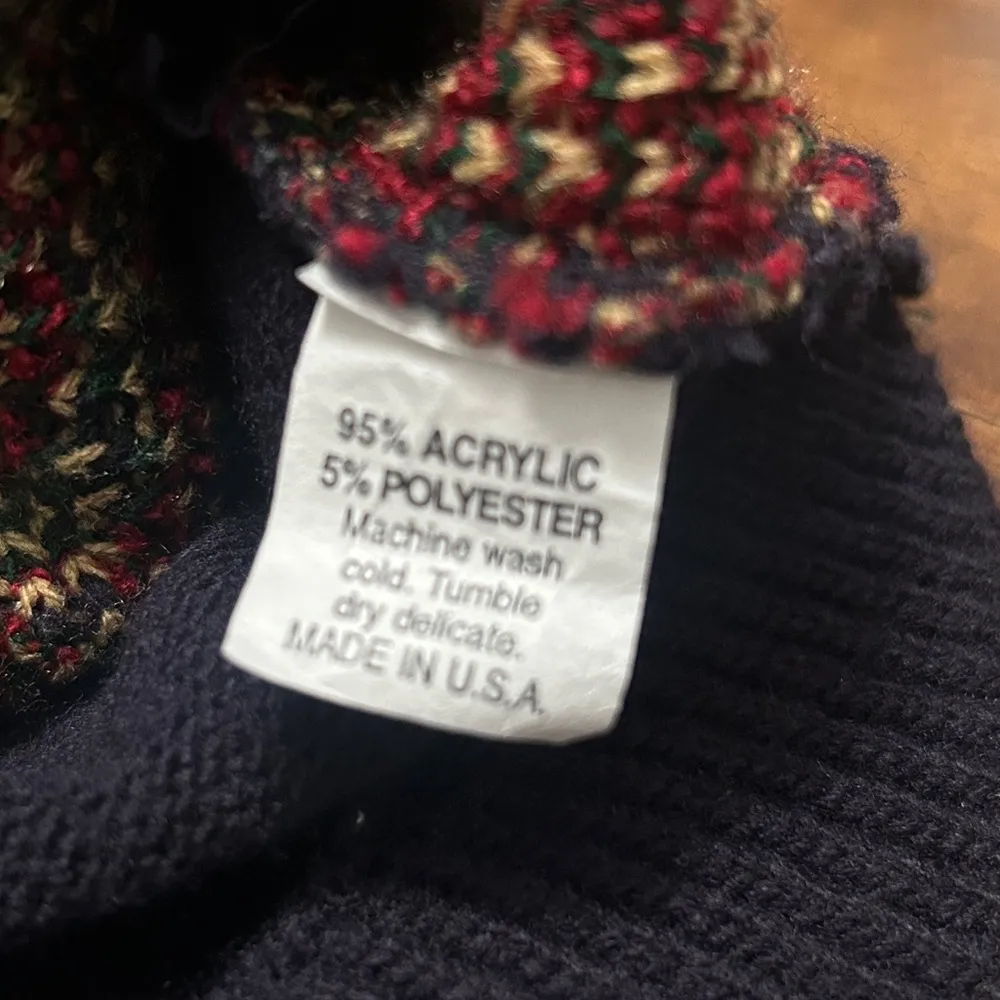 95% ACRYLIC
5% POLYESTER
Machine wash
cold. Tumble
dry delicate.
MADE IN U.S.A.